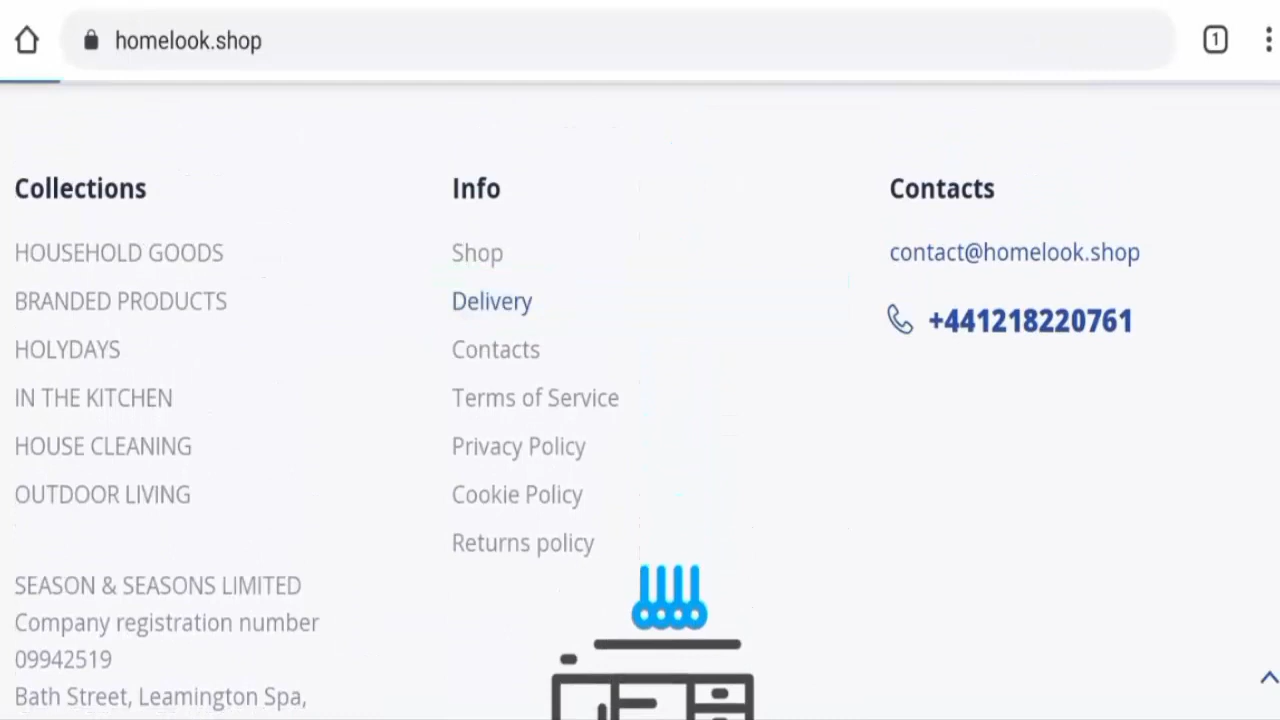 homelook.shop
1
Collections
HOUSEHOLD GOODS
BRANDED PRODUCTS
HOLYDAYS
IN THE KITCHEN
HOUSE CLEANING
OUTDOOR LIVING
SEASON & SEASONS LIMITED
Company registration number
09942519
Bath Street, Leamington Spa,
Info
Shop
Delivery
Contacts
Terms of Service
Privacy Policy
Cookie Policy
Returns policy
Contacts
contact@homelook.shop
+441218220761